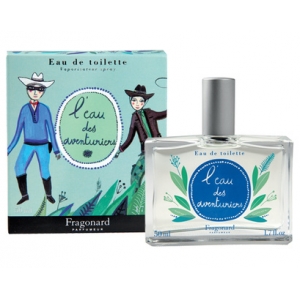 Eau de toilette
Vaporisateur spray
l'eau
des
aventuriers
Fragonard
PARFUMEUR
Eau de toilette
l'eau
des
aventuriers
Fragonard
PARFUMEUR
50ml
1.7fl.oz